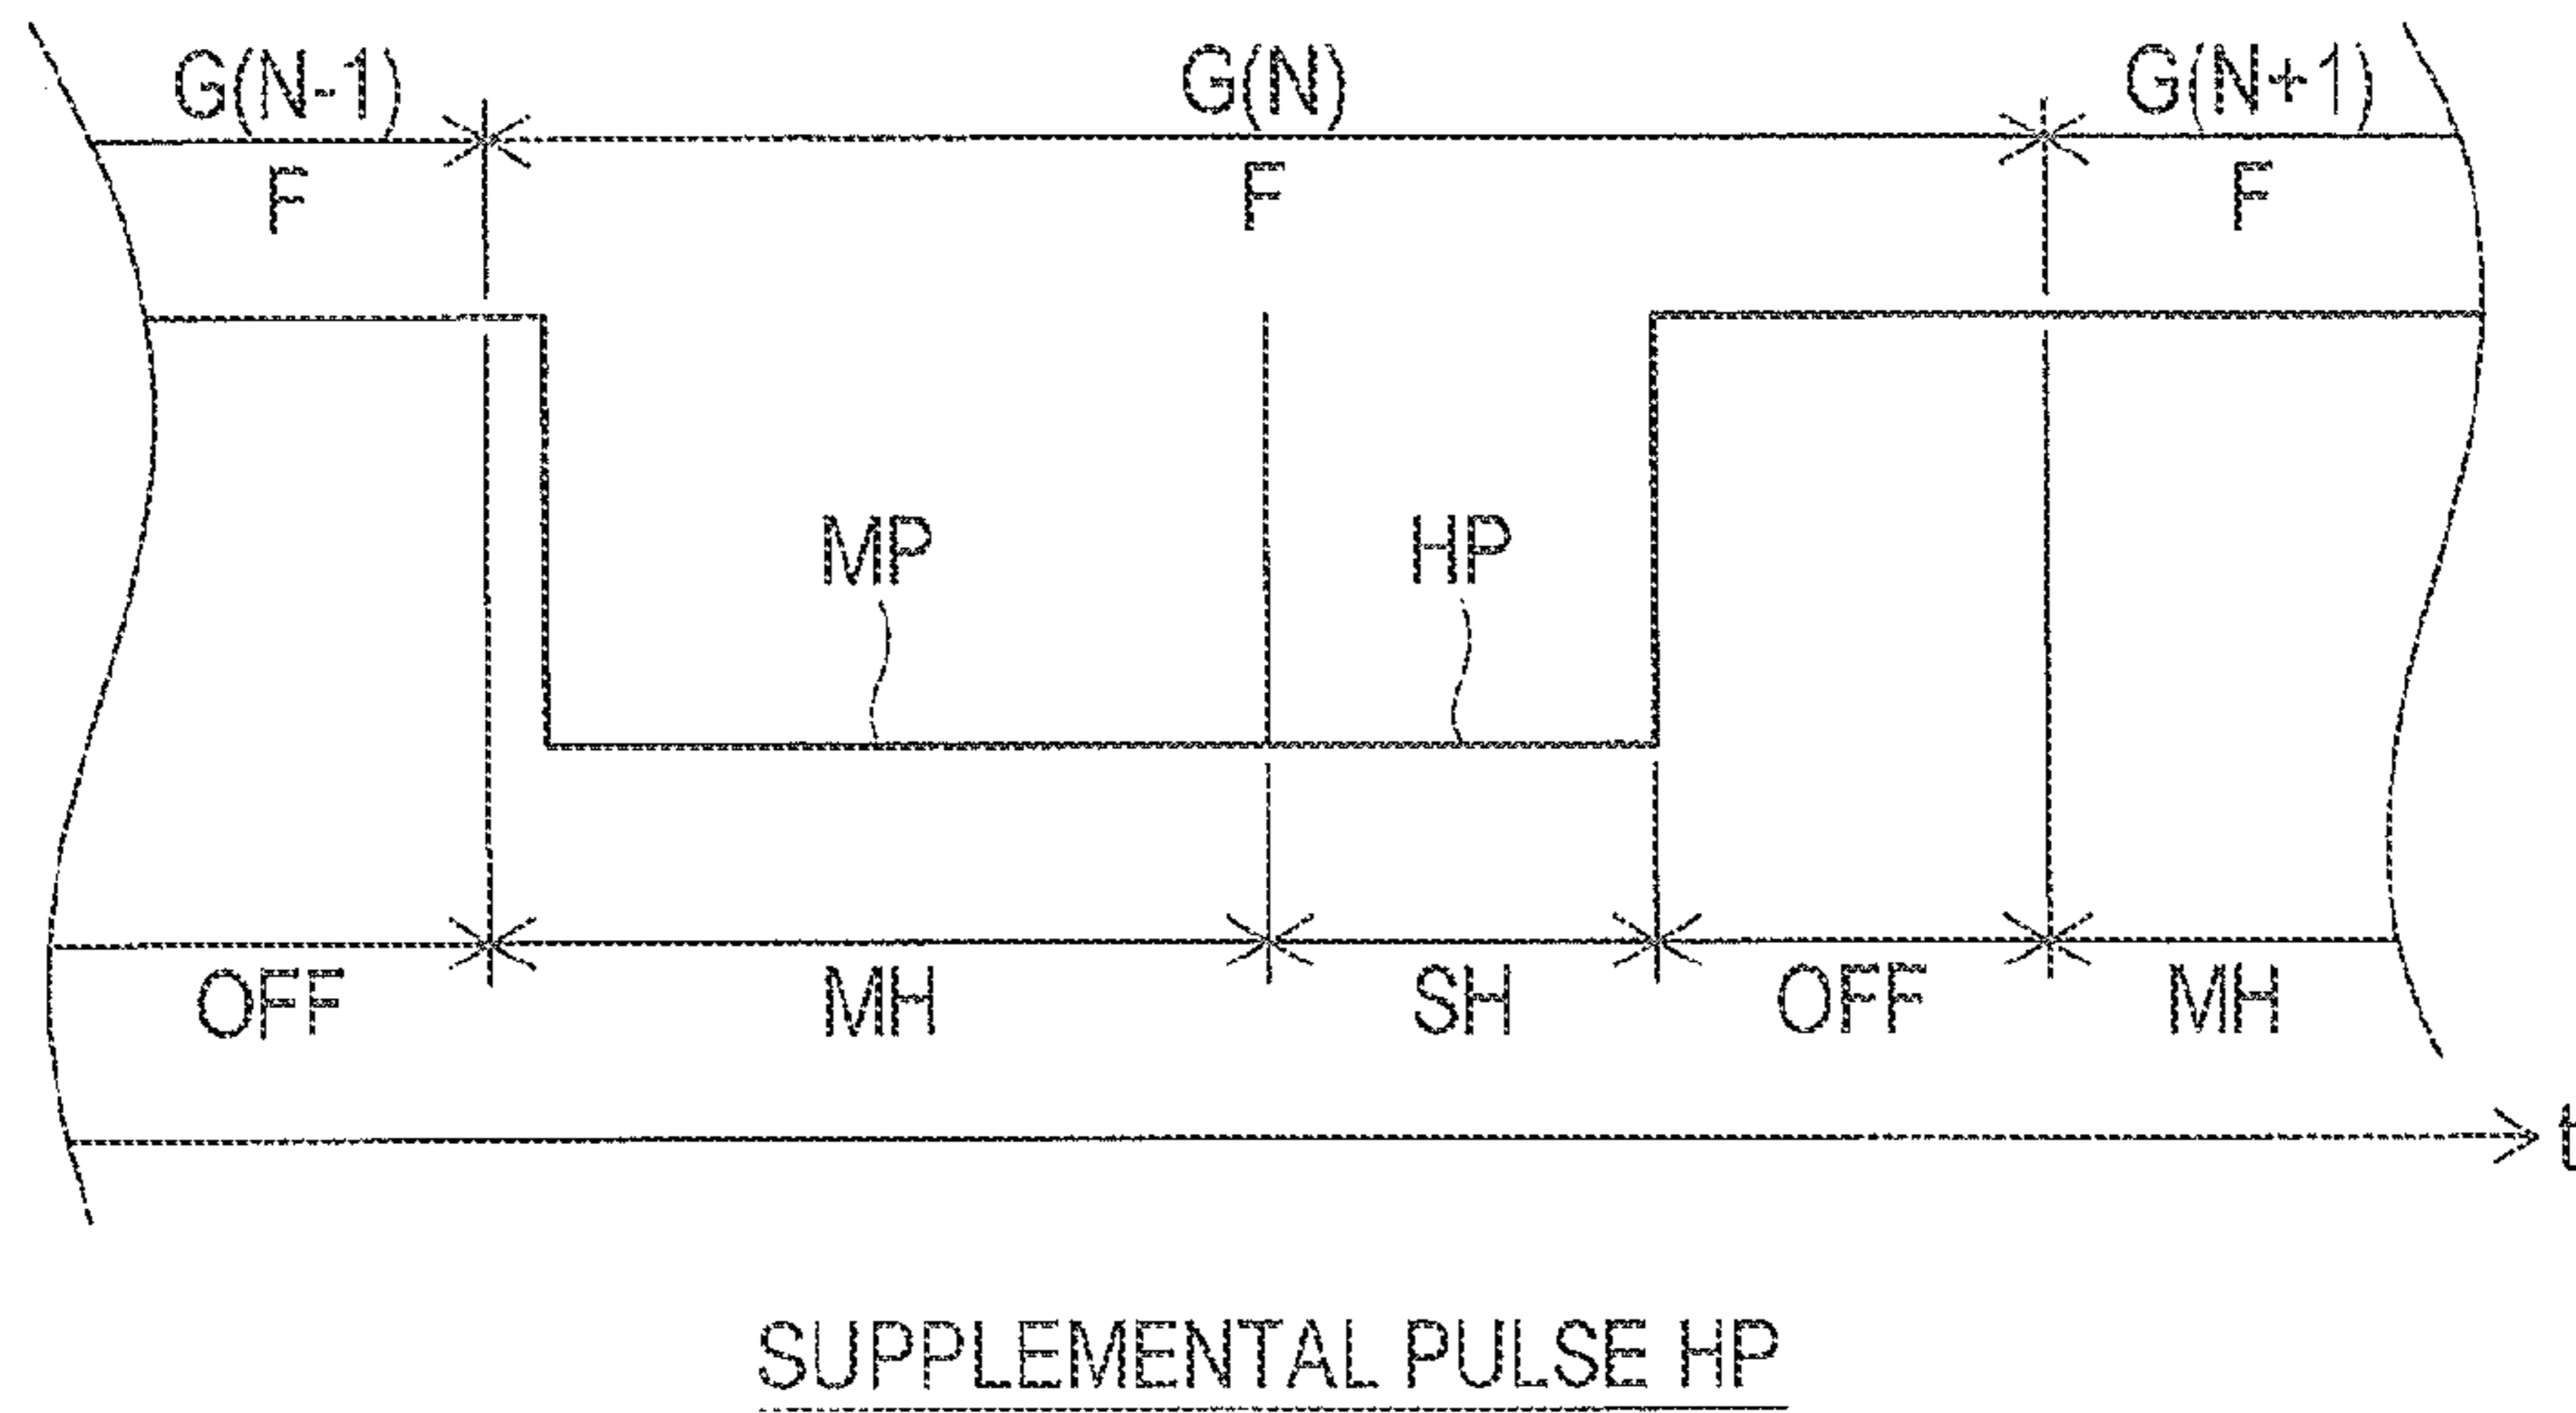 G(N-1) G(N) G(N+1)
F F F
MP HP
OFF MH SH OFF MH
t
SUPPLEMENTAL PULSE HP